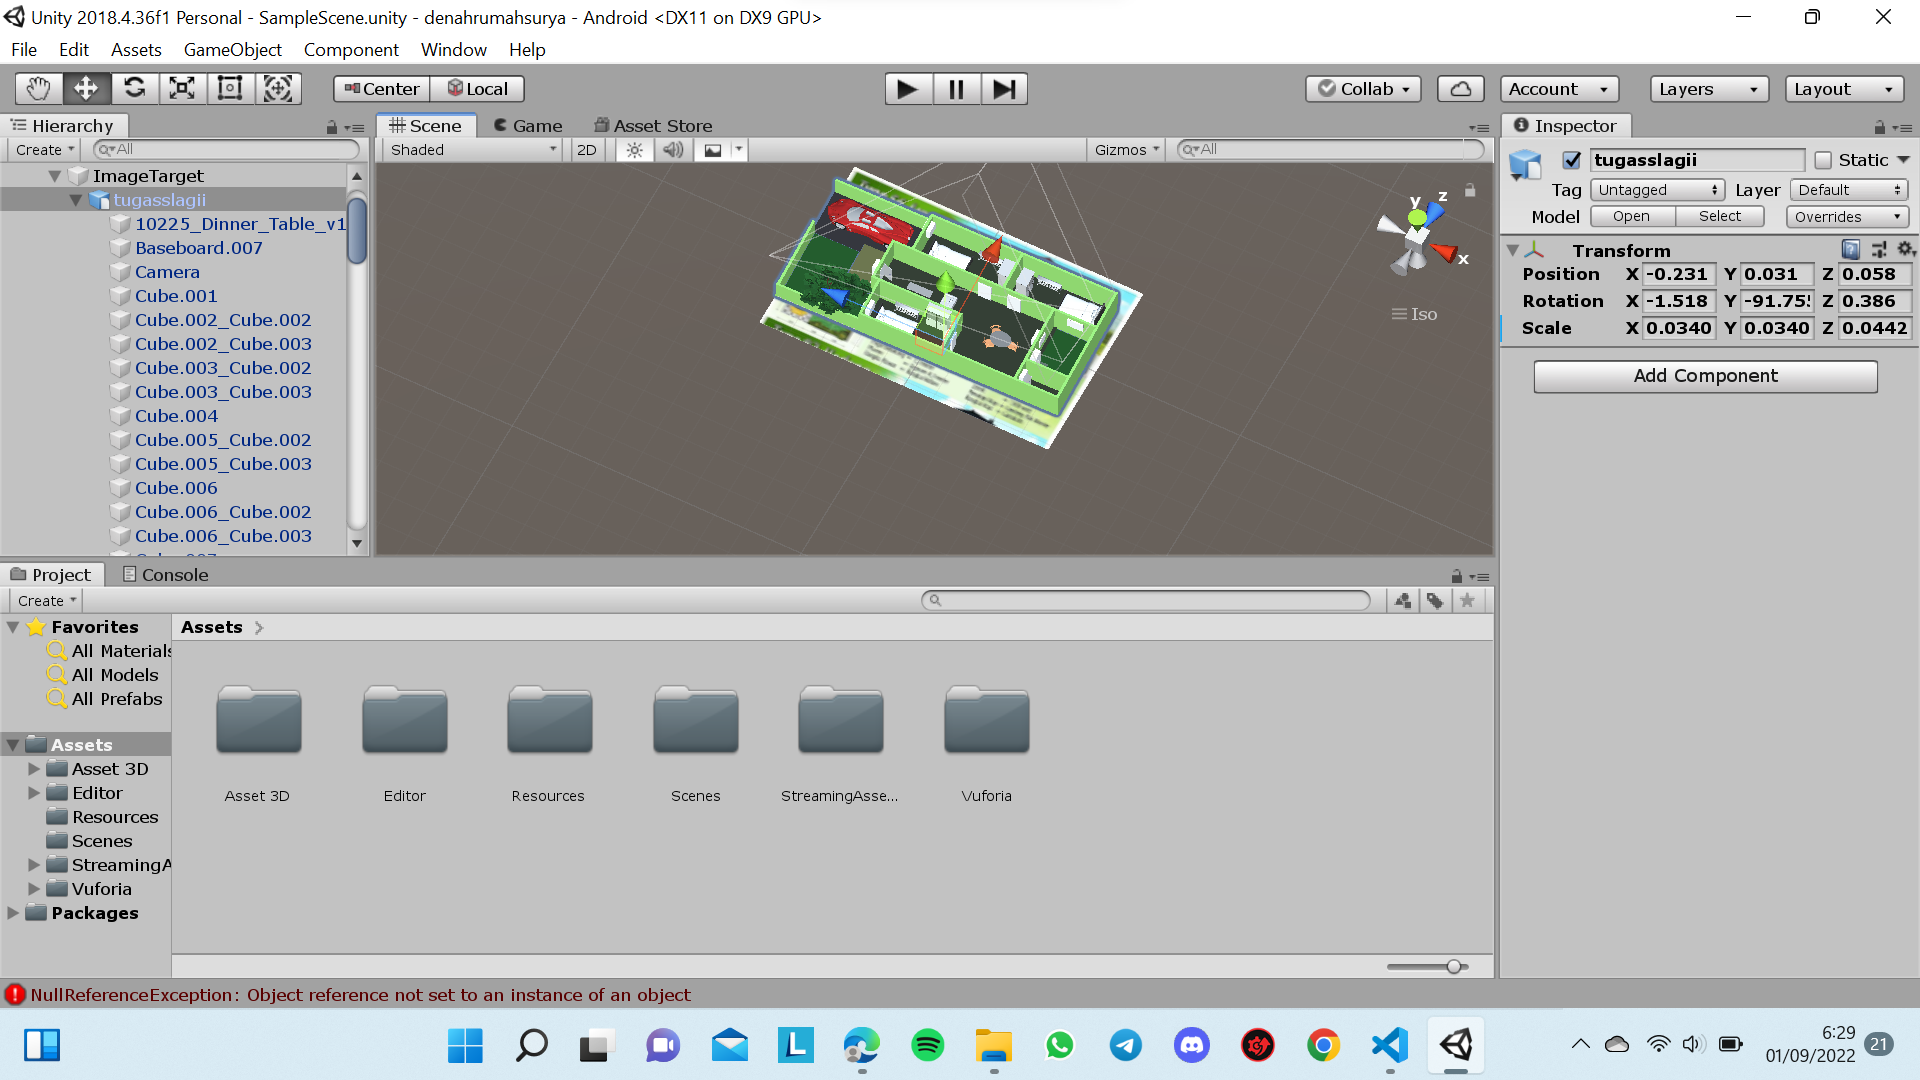 Unity 2018.4.36f1 Personal - SampleScene.unity - denahrumahsurya - Android <DX11 on DX9 GPU>
File Edit Assets GameObject Component Window Help
Center Local
Collab Account Layers Layout
Hierarchy
Create All
ImageTarget
tugasslagii
10225_Dinner_Table_v1
Baseboard.007
Camera
Cube.001
Cube.002_Cube.002
Cube.002_Cube.003
Cube.003_Cube.002
Cube.003_Cube.003
Cube.004
Cube.005_Cube.002
Cube.005_Cube.003
Cube.006
Cube.006_Cube.002
Cube.006_Cube.003
Scene Game Asset Store
Shaded 2D Gizmos All
y z
x
Iso
Inspector
tugasslagii Static
Tag Untagged Layer Default
Model Open Select Overrides
Transform
Position X -0.231 Y 0.031 Z 0.058
Rotation X -1.518 Y -91.75 Z 0.386
Scale X 0.0340 Y 0.0340 Z 0.0442
Add Component
Project Console
Create
Favorites
All Materials
All Models
All Prefabs
Assets
Asset 3D
Editor
Resources
Scenes
StreamingA
Vuforia
Packages
Assets
Asset 3D Editor Resources Scenes StreamingAsse... Vuforia
NullReferenceException: Object reference not set to an instance of an object
L
6:29
01/09/2022
21